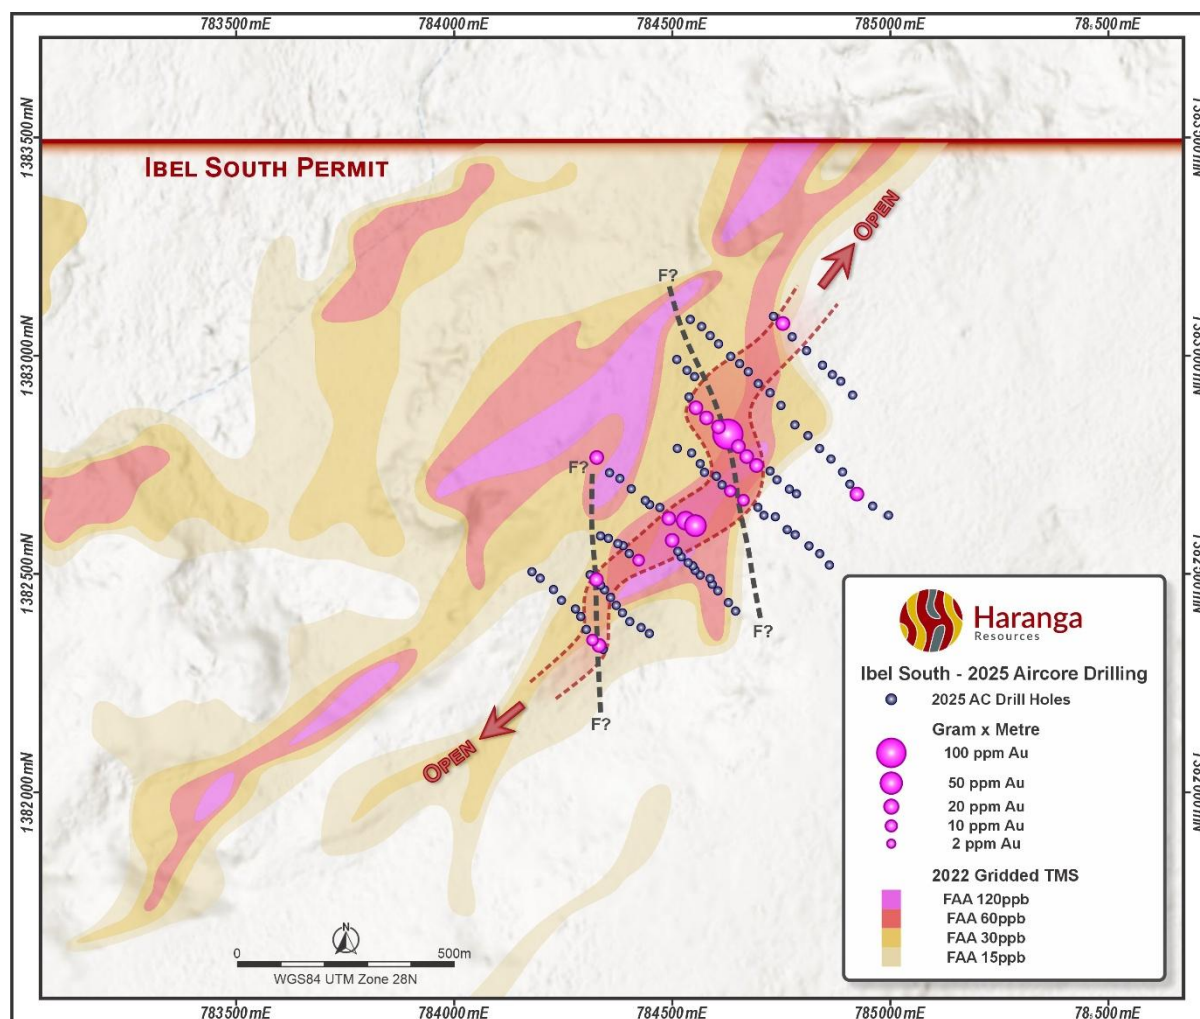 783500mE 784000mE 784500mE 785000mE
1383500mN
IBEL SOUTH PERMIT
OPEN
F?
1383000mN
F?
1382500mN
F?
F?
OPEN
1382000mN
Haranga
Resources
Ibel South - 2025 Aircore Drilling
2025 AC Drill Holes
Gram x Metre
100 ppm Au
50 ppm Au
20 ppm Au
10 ppm Au
2 ppm Au
2022 Gridded TMS
FAA 120ppb
FAA 60ppb
FAA 30ppb
FAA 15ppb
N
0 500m
WGS84 UTM Zone 28N
783500mE 784000mE 784500mE 785000mE